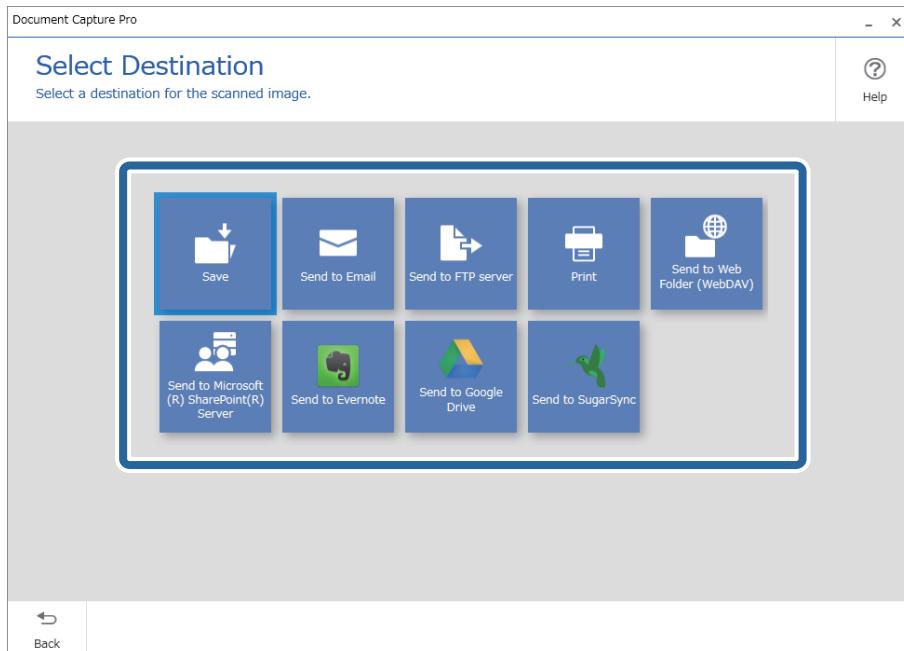 Document Capture Pro
Select Destination
Select a destination for the scanned image.
Help
Save
Send to Email
Send to FTP server
Print
Send to Web
Folder (WebDAV)
Send to Microsoft
(R) SharePoint(R)
Server
Send to Evernote
Send to Google
Drive
Send to SugarSync
Back